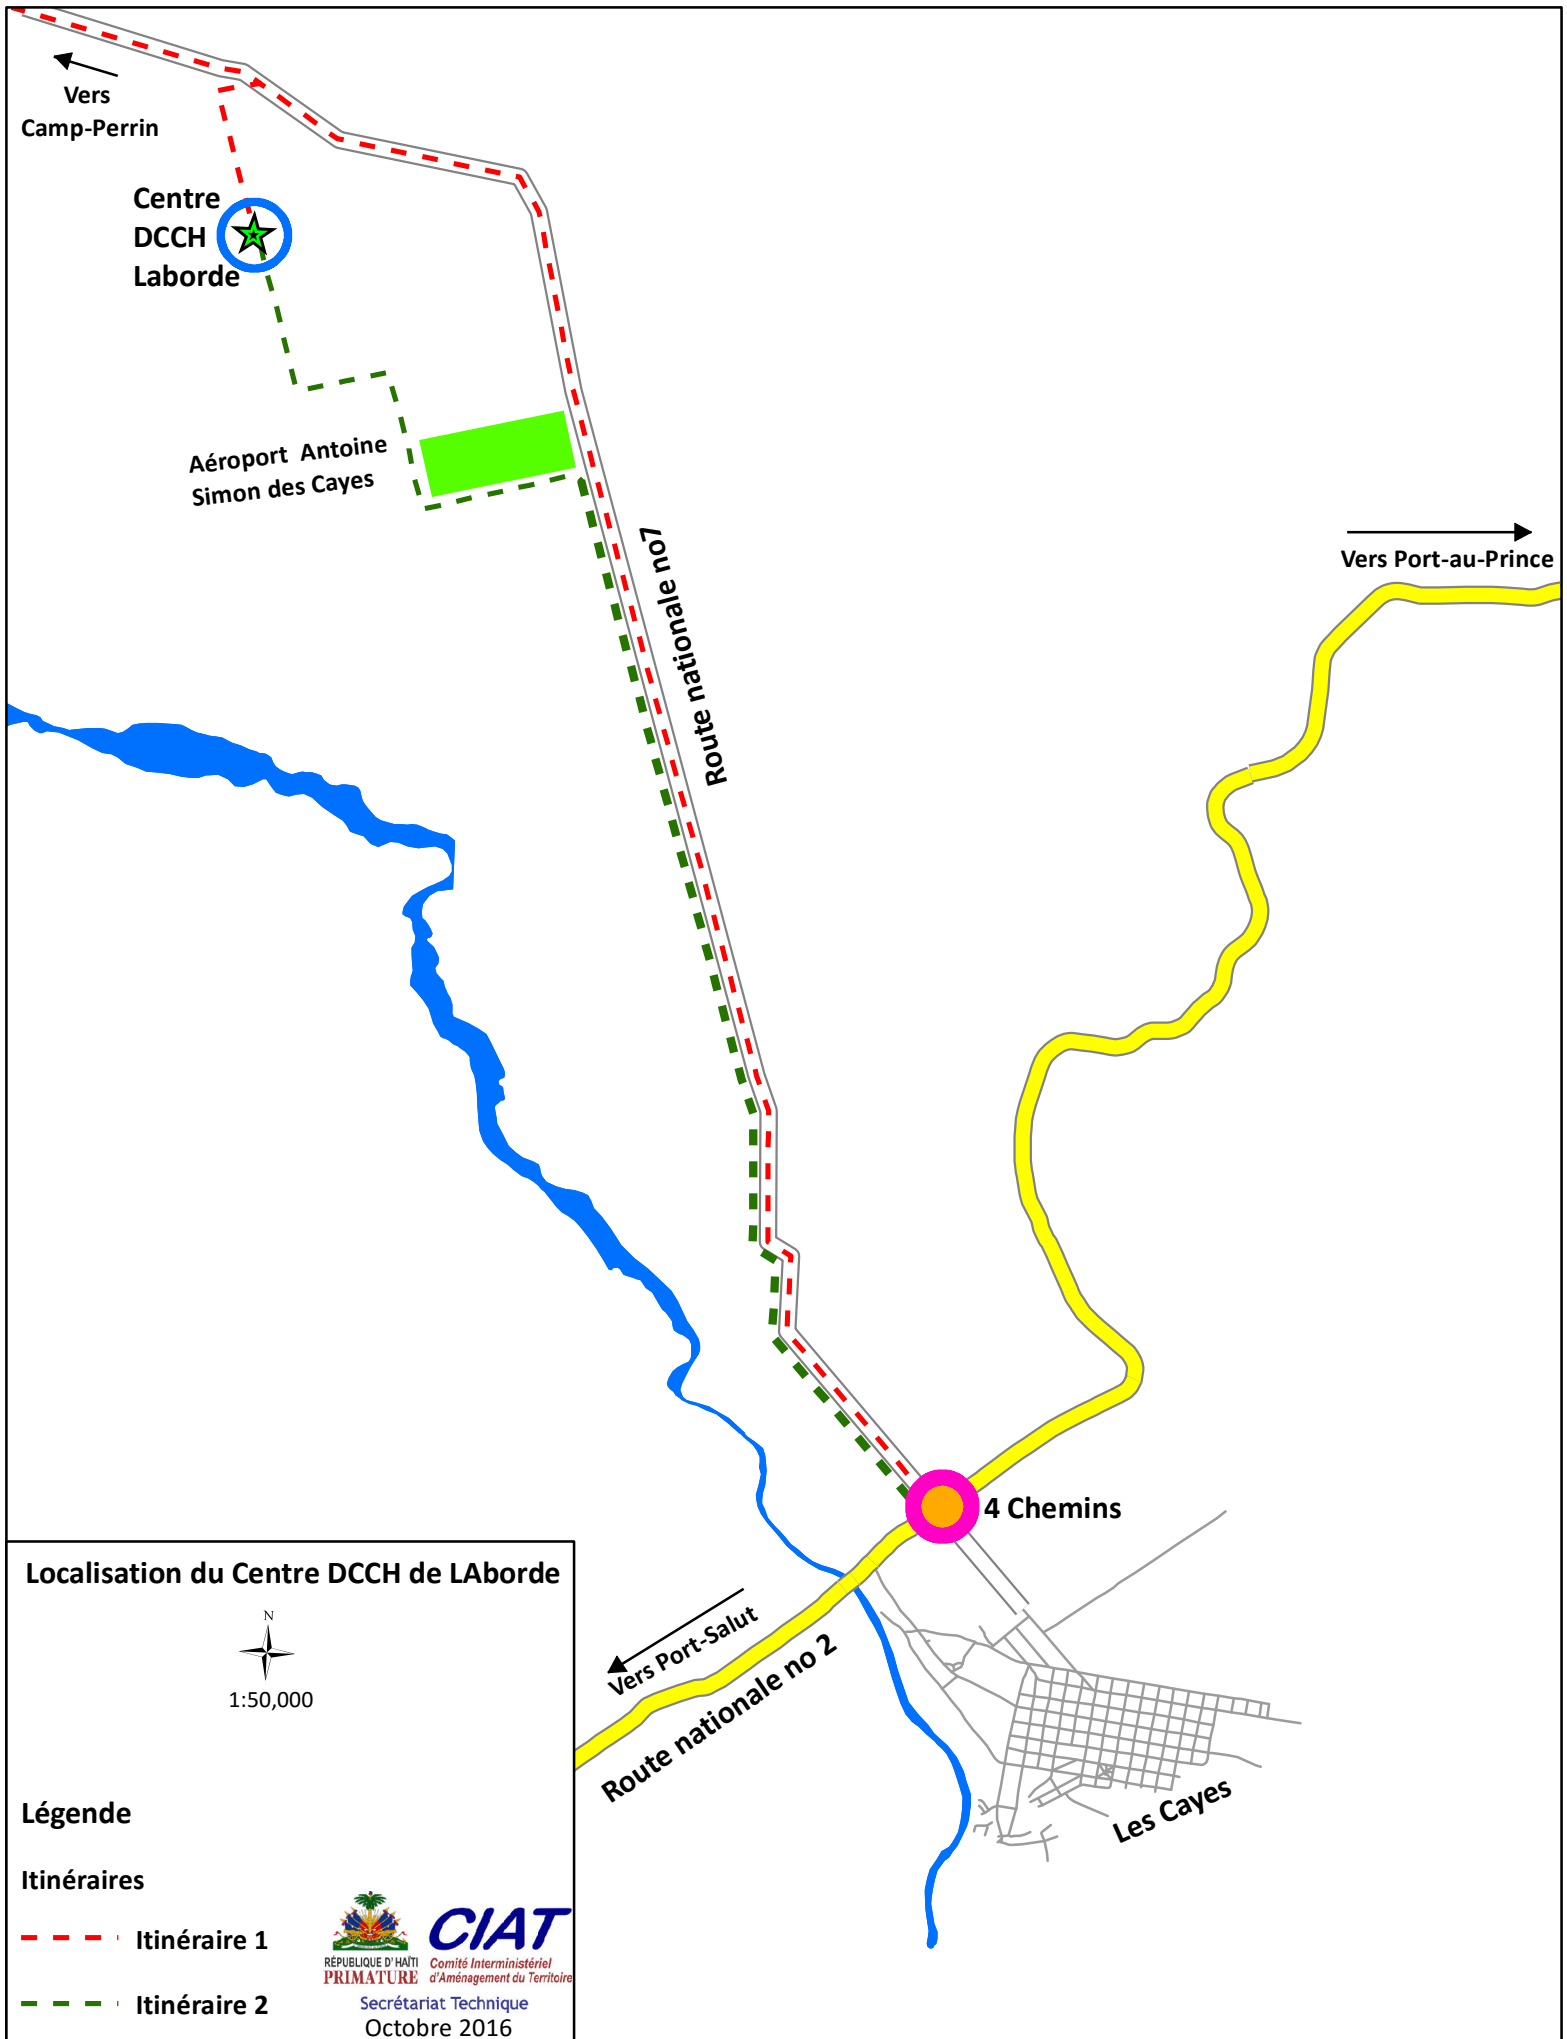 Vers
Camp-Perrin
Centre
DCCH
Laborde
Aéroport Antoine
Simon des Cayes
Route nationale no7
Vers Port-au-Prince
4 Chemins
Vers Port-Salut
Route nationale no 2
Les Cayes
Localisation du Centre DCCH de LAborde
N
1:50,000
Légende
Itinéraires
Itinéraire 1
Itinéraire 2
RÉPUBLIQUE D'HAÏTI
PRIMATURE
CIAT
Comité Interministériel
d'Aménagement du Territoire
Secrétariat Technique
Octobre 2016